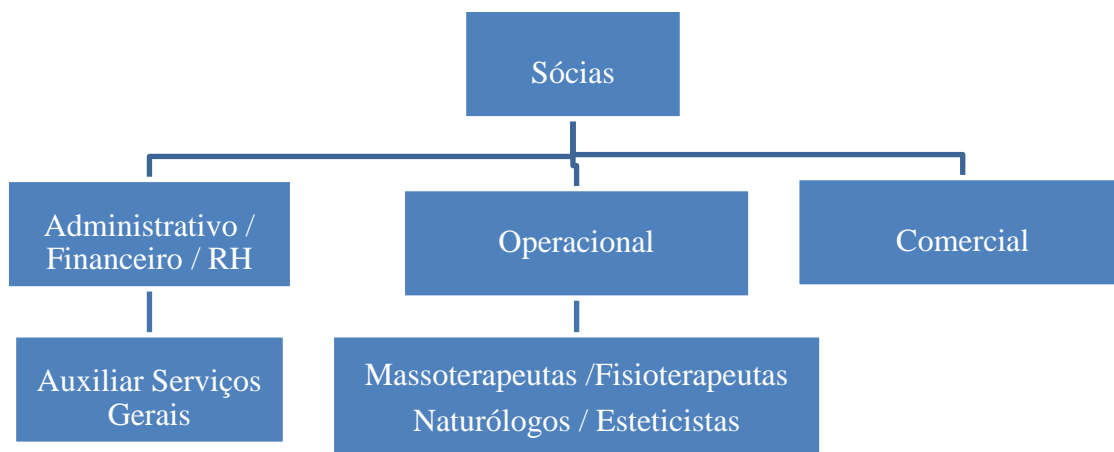 Sócias
Administrativo /
Financeiro / RH
Operacional
Comercial
Auxiliar Serviços
Gerais
Massoterapeutas /Fisioterapeutas
Naturólogos / Esteticistas